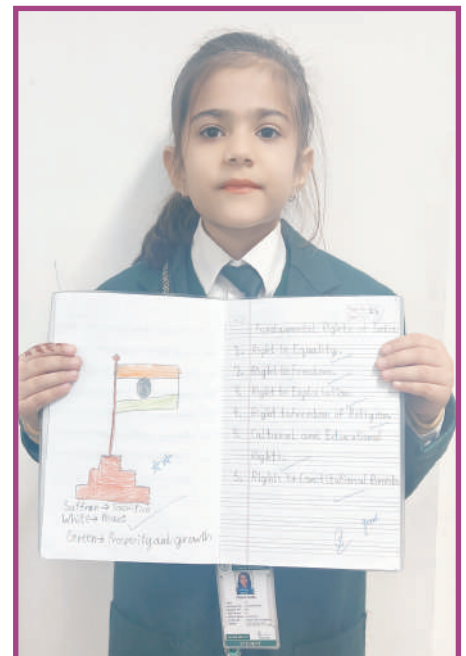 Saffron → Sacrifice
White → Peace
Green → Prosperity and growth
Fundamental Rights of India
1. Right to Equality.
2. Right to Freedom.
3. Right to Exploitation.
4. Right to freedom of Religion
5. Cultural and Educational
Rights.
6. Rights to Constitutional
good